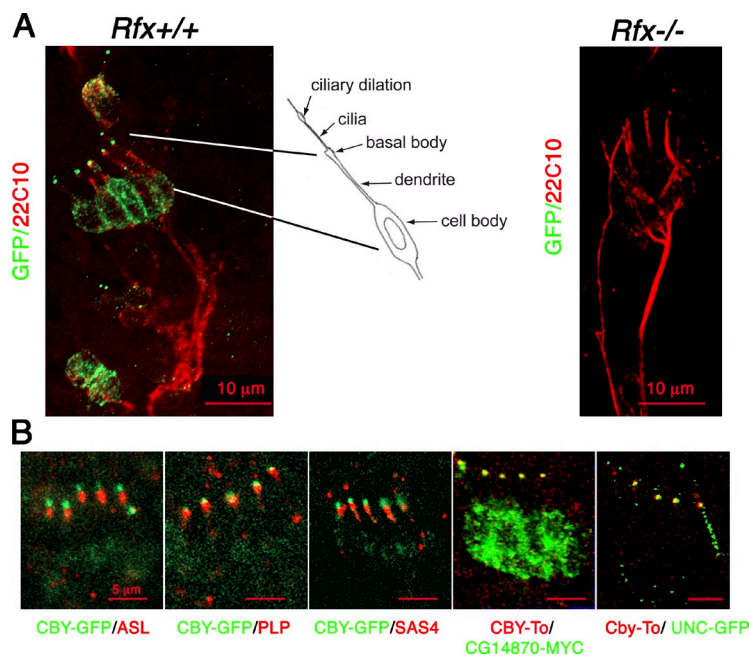 A
Rfx+/+
Rfx-/-
GFP/22C10
10 μm
ciliary dilation
cilia
basal body
dendrite
cell body
GFP/22C10
10 μm
B
5 μm
CBY-GFP/ASL
CBY-GFP/PLP
CBY-GFP/SAS4
CBY-To/
CG14870-MYC
Cby-To/ UNC-GFP